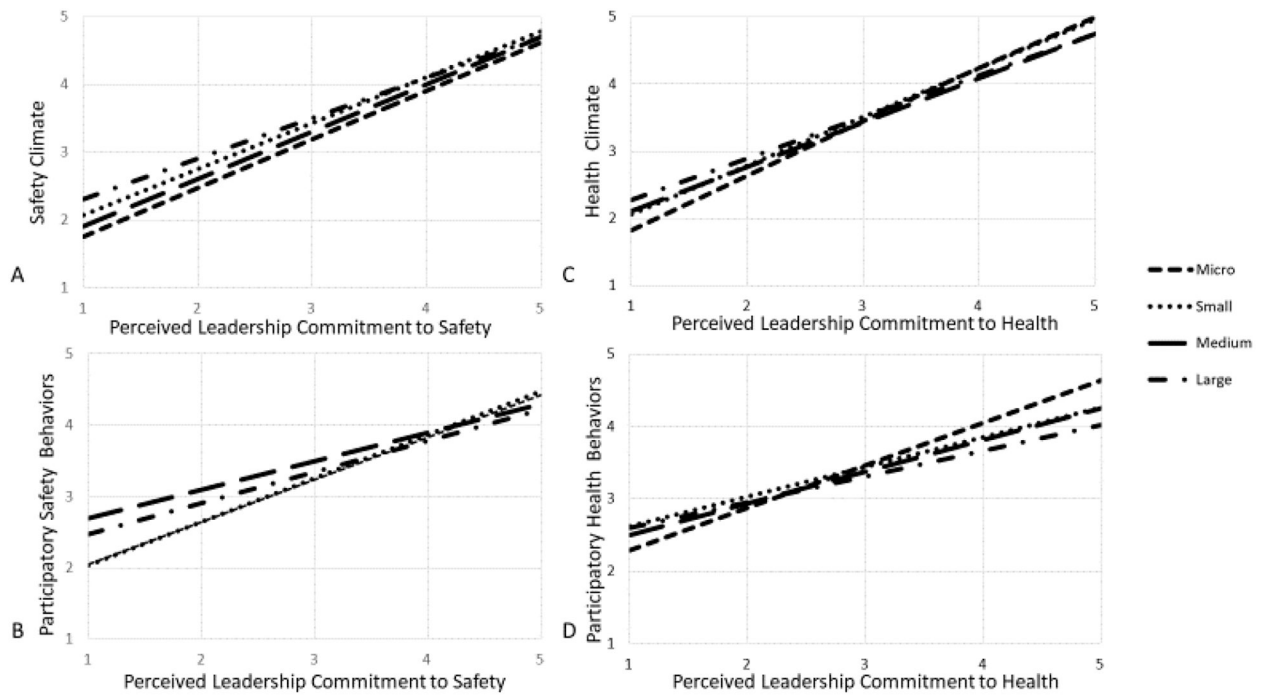 5
4
3
2
1
Safety Climate
A
1 2 3 4 5
Perceived Leadership Commitment to Safety
5
4
3
2
1
Health Climate
C
1 2 3 4 5
Perceived Leadership Commitment to Health
Micro
Small
Medium
Large
5
4
3
2
1
Participatory Safety Behaviors
B
1 2 3 4 5
Perceived Leadership Commitment to Safety
5
4
3
2
1
Participatory Health Behaviors
D
1 2 3 4 5
Perceived Leadership Commitment to Health